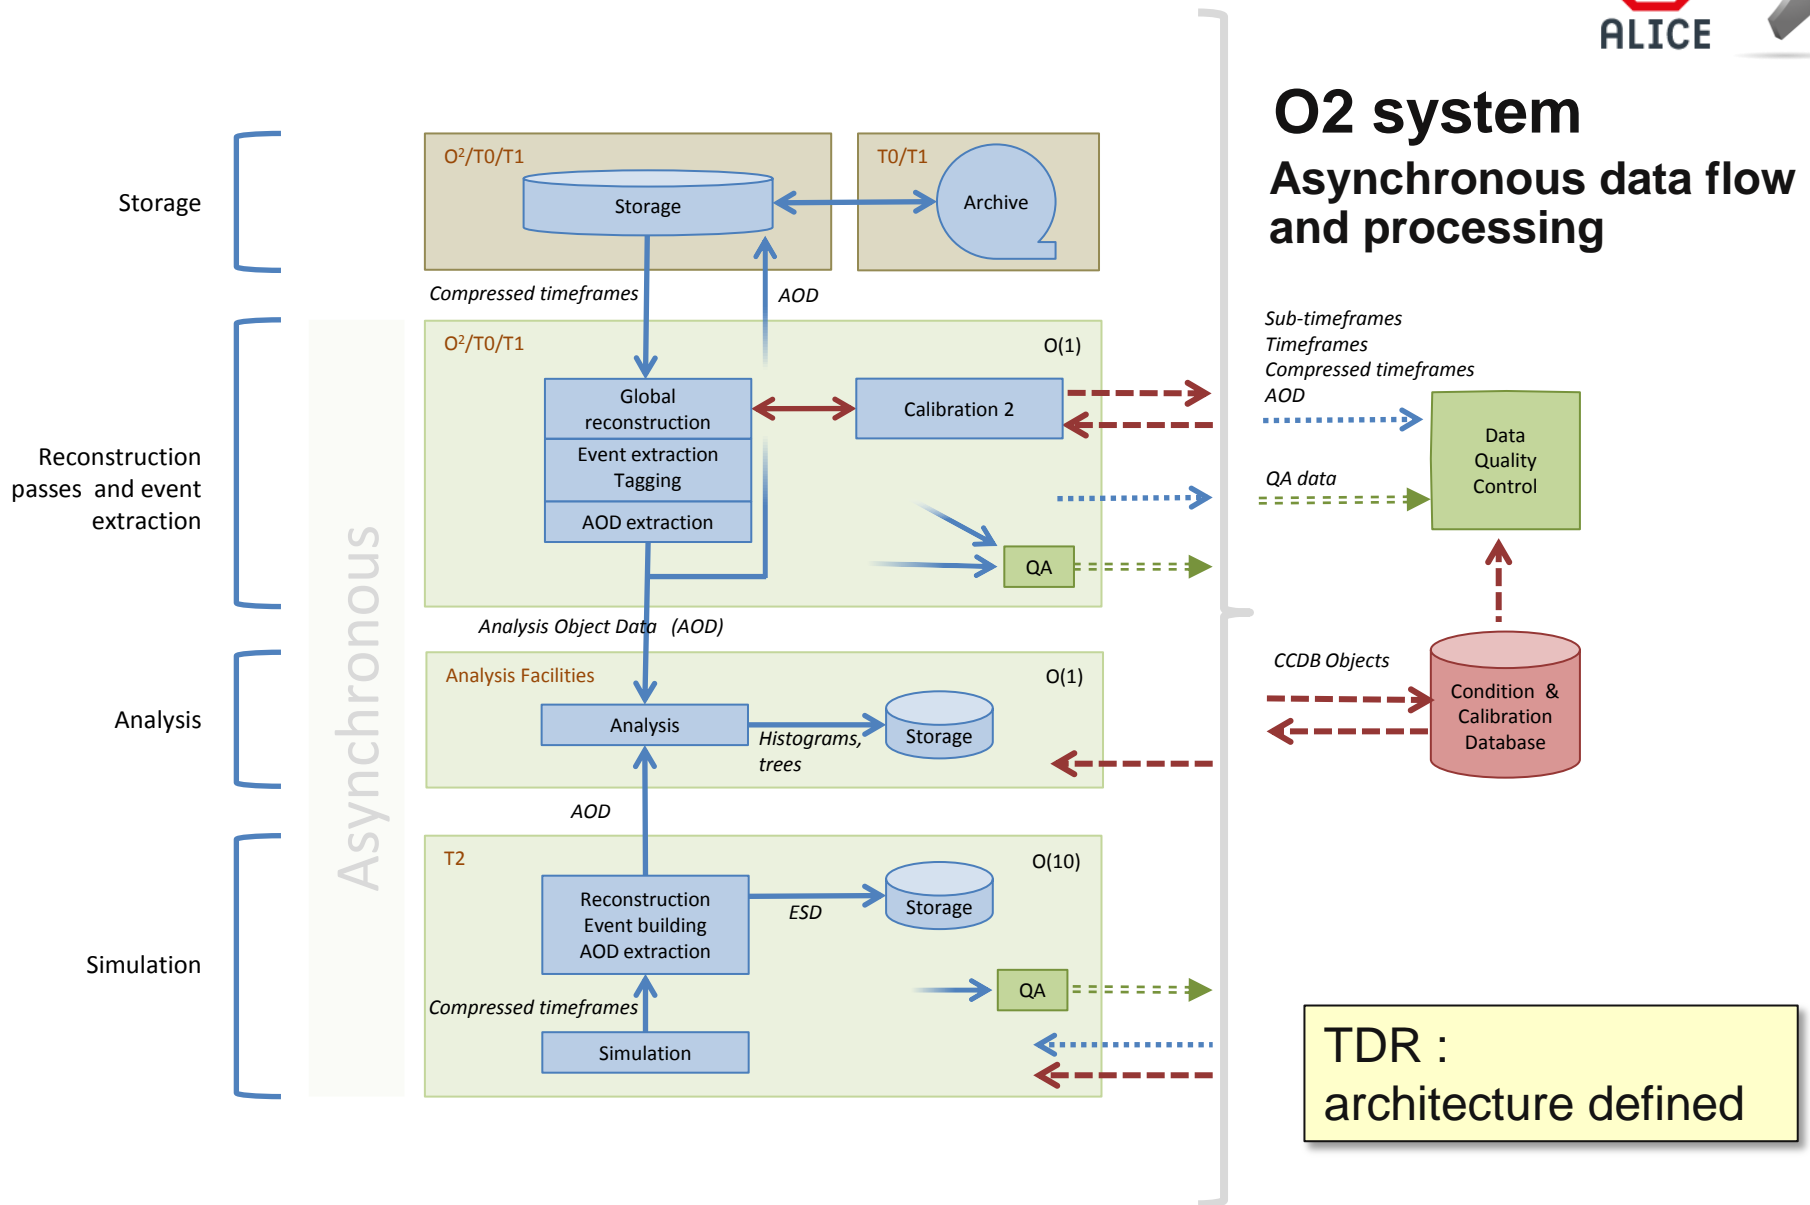 ALICE
O2 system
Asynchronous data flow
and processing
Storage
O²/T0/T1
Storage
T0/T1
Archive
Compressed timeframes
AOD
Reconstruction
passes and event
extraction
Asynchronous
O²/T0/T1
O(1)
Global
reconstruction
Event extraction
Tagging
AOD extraction
Calibration 2
QA
Analysis Object Data (AOD)
Analysis
Analysis Facilities
O(1)
Analysis
Histograms,
trees
Storage
AOD
Simulation
T2
O(10)
Reconstruction
Event building
AOD extraction
ESD
Storage
Compressed timeframes
Simulation
QA
Sub-timeframes
Timeframes
Compressed timeframes
AOD
QA data
Data
Quality
Control
CCDB Objects
Condition &
Calibration
Database
TDR :
architecture defined